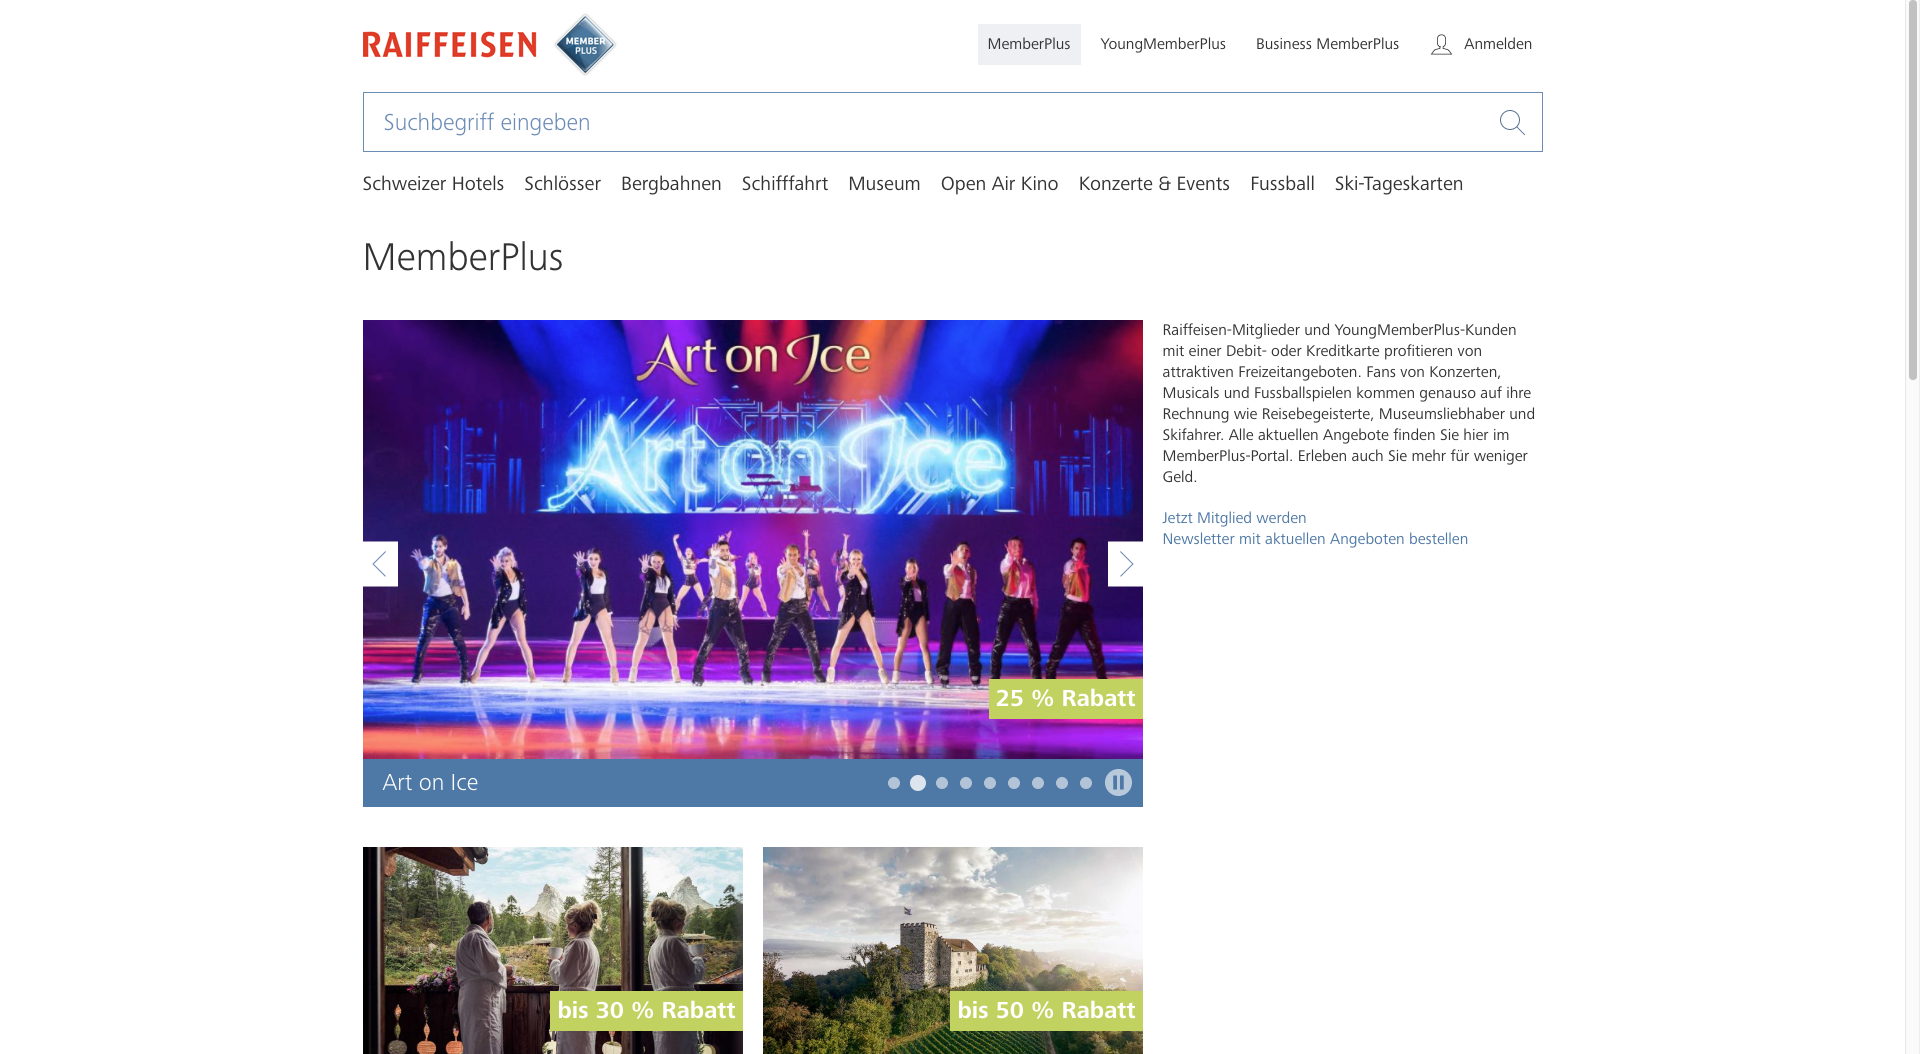 RAIFFEISEN
MEMBER
PLUS
MemberPlus
YoungMemberPlus
Business MemberPlus
Anmelden
Suchbegriff eingeben
Schweizer Hotels
Schlösser
Bergbahnen
Schifffahrt
Museum
Open Air Kino
Konzerte & Events
Fussball
Ski-Tageskarten
MemberPlus
Art on Ice
Art on Ice
25 % Rabatt
Art on Ice
Raiffeisen-Mitglieder und YoungMemberPlus-Kunden
mit einer Debit- oder Kreditkarte profitieren von
attraktiven Freizeitangeboten. Fans von Konzerten,
Musicals und Fussballspielen kommen genauso auf ihre
Rechnung wie Reisebegeisterte, Museumsliebhaber und
Skifahrer. Alle aktuellen Angebote finden Sie hier im
MemberPlus-Portal. Erleben auch Sie mehr für weniger
Geld.
Jetzt Mitglied werden
Newsletter mit aktuellen Angeboten bestellen
bis 30 % Rabatt
bis 50 % Rabatt